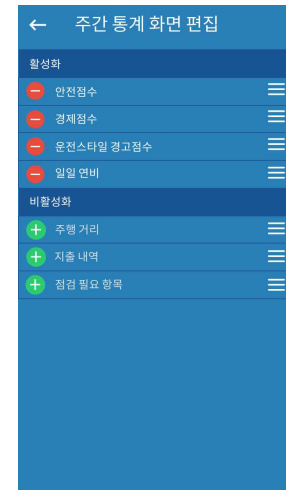 주간 통계 화면 편집
활성화
안전점수
경제점수
운전스타일 경고점수
일일 연비
비활성화
주행 거리
지출 내역
점검 필요 항목